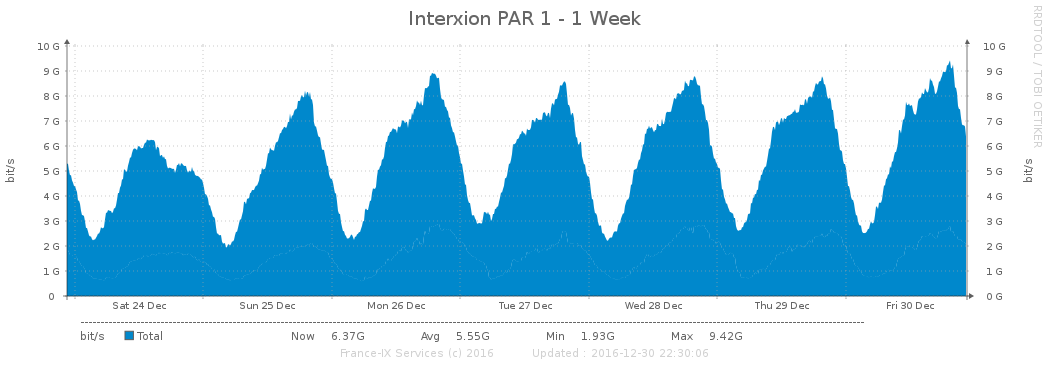 Interxion PAR 1 - 1 Week
RRDTOOL / TOBI OETIKER
bit/s
bit/s
10 G 10 G
9 G 9 G
8 G 8 G
7 G 7 G
6 G 6 G
5 G 5 G
4 G 4 G
3 G 3 G
2 G 2 G
1 G 1 G
0 0 G
Sat 24 Dec Sun 25 Dec Mon 26 Dec Tue 27 Dec Wed 28 Dec Thu 29 Dec Fri 30 Dec
bit/s Total Now 6.37G Avg 5.55G Min 1.93G Max 9.42G
France-IX Services (c) 2016 Updated : 2016-12-30 22:30:06